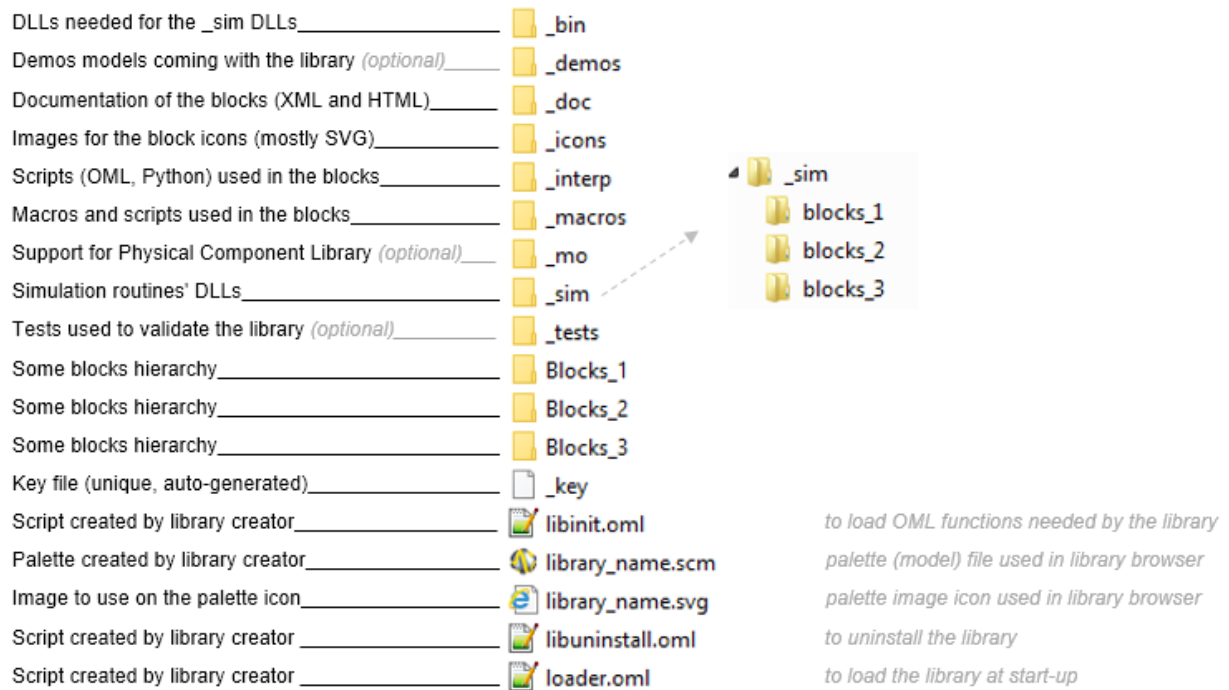 DLLs needed for the _sim DLLs _bin
Demos models coming with the library (optional) _demos
Documentation of the blocks (XML and HTML) _doc
Images for the block icons (mostly SVG) _icons
Scripts (OML, Python) used in the blocks _interp
_sim
Macros and scripts used in the blocks _macros
blocks_1
Support for Physical Component Library (optional) _mo
blocks_2
Simulation routines' DLLs _sim
blocks_3
Tests used to validate the library (optional) _tests
Some blocks hierarchy Blocks_1
Some blocks hierarchy Blocks_2
Some blocks hierarchy Blocks_3
Key file (unique, auto-generated) _key
Script created by library creator libinit.oml to load OML functions needed by the library
Palette created by library creator library_name.scm palette (model) file used in library browser
Image to use on the palette icon library_name.svg palette image icon used in library browser
Script created by library creator libuninstall.oml to uninstall the library
Script created by library creator loader.oml to load the library at start-up